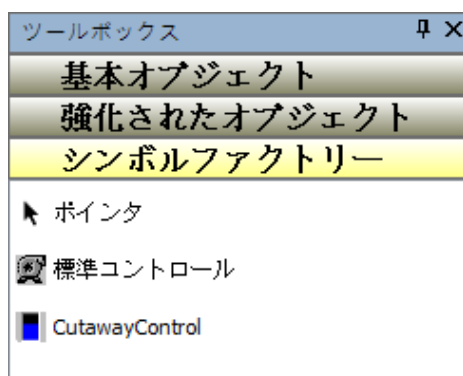 ツールボックス
基本オブジェクト
強化されたオブジェクト
シンボルファクトリー
ポインタ
標準コントロール
CutawayControl